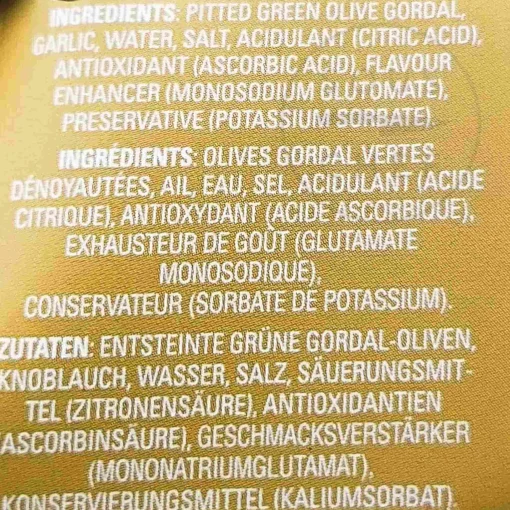 INGREDIENTS: PITTED GREEN OLIVE GORDAL,
GARLIC, WATER, SALT, ACIDULANT (CITRIC ACID),
ANTIOXIDANT (ASCORBIC ACID), FLAVOUR
ENHANCER (MONOSODIUM GLUTOMATE),
PRESERVATIVE (POTASSIUM SORBATE).
INGRÉDIENTS: OLIVES GORDAL VERTES
DÉNOYAUTÉES, AIL, EAU, SEL, ACIDULANT (ACIDE
CITRIQUE), ANTIOXYDANT (ACIDE ASCORBIQUE),
EXHAUSTEUR DE GOÛT (GLUTAMATE
MONOSODIQUE),
CONSERVATEUR (SORBATE DE POTASSIUM).
ZUTATEN: ENTSTEINTE GRÜNE GORDAL-OLIVEN,
KNOBLAUCH, WASSER, SALZ, SÄUERUNGSMIT-
TEL (ZITRONENSÄURE), ANTIOXIDANTIEN
(ASCORBINSÄURE), GESCHMACKSVERSTÄRKER
(MONONATRIUMGLUTAMAT),
KONSERVIERUNGSMITTEL (KALIUMSORBAT).